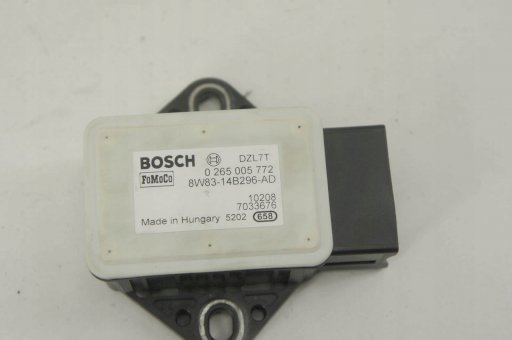 BOSCH DZL7T
0 265 005 772
FoMoCo 8W83-14B296-AD
10208
7033676
Made in Hungary 5202 658